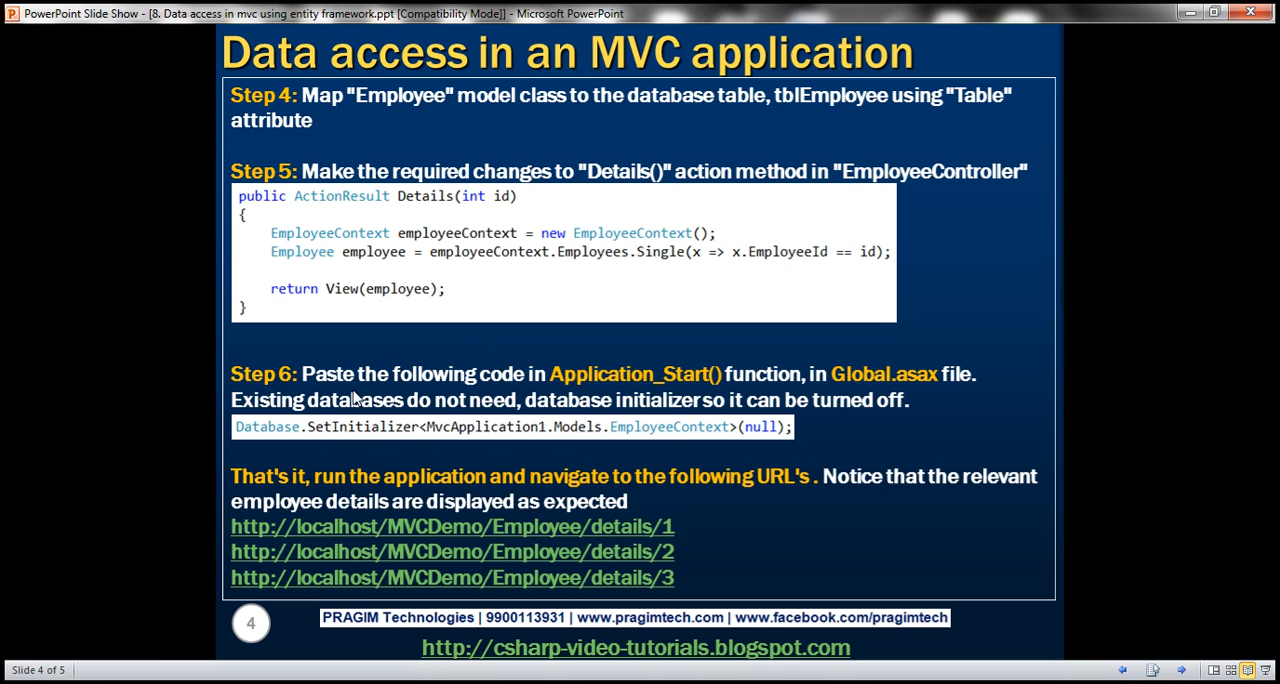 PowerPoint Slide Show - [8. Data access in mvc using entity framework.ppt [Compatibility Mode]] - Microsoft PowerPoint
Data access in an MVC application
Step 4: Map "Employee" model class to the database table, tblEmployee using "Table"
attribute
Step 5: Make the required changes to "Details()" action method in "EmployeeController"
public ActionResult Details(int id)
{
EmployeeContext employeeContext = new EmployeeContext();
Employee employee = employeeContext.Employees.Single(x => x.EmployeeId == id);
return View(employee);
}
Step 6: Paste the following code in Application_Start() function, in Global.asax file.
Existing databases do not need, database initializer so it can be turned off.
Database.SetInitializer<MvcApplication1.Models.EmployeeContext>(null);
That's it, run the application and navigate to the following URL's . Notice that the relevant
employee details are displayed as expected
http://localhost/MVCDemo/Employee/details/1
http://localhost/MVCDemo/Employee/details/2
http://localhost/MVCDemo/Employee/details/3
4
PRAGIM Technologies | 9900113931 | www.pragimtech.com | www.facebook.com/pragimtech
http://csharp-video-tutorials.blogspot.com
Slide 4 of 5